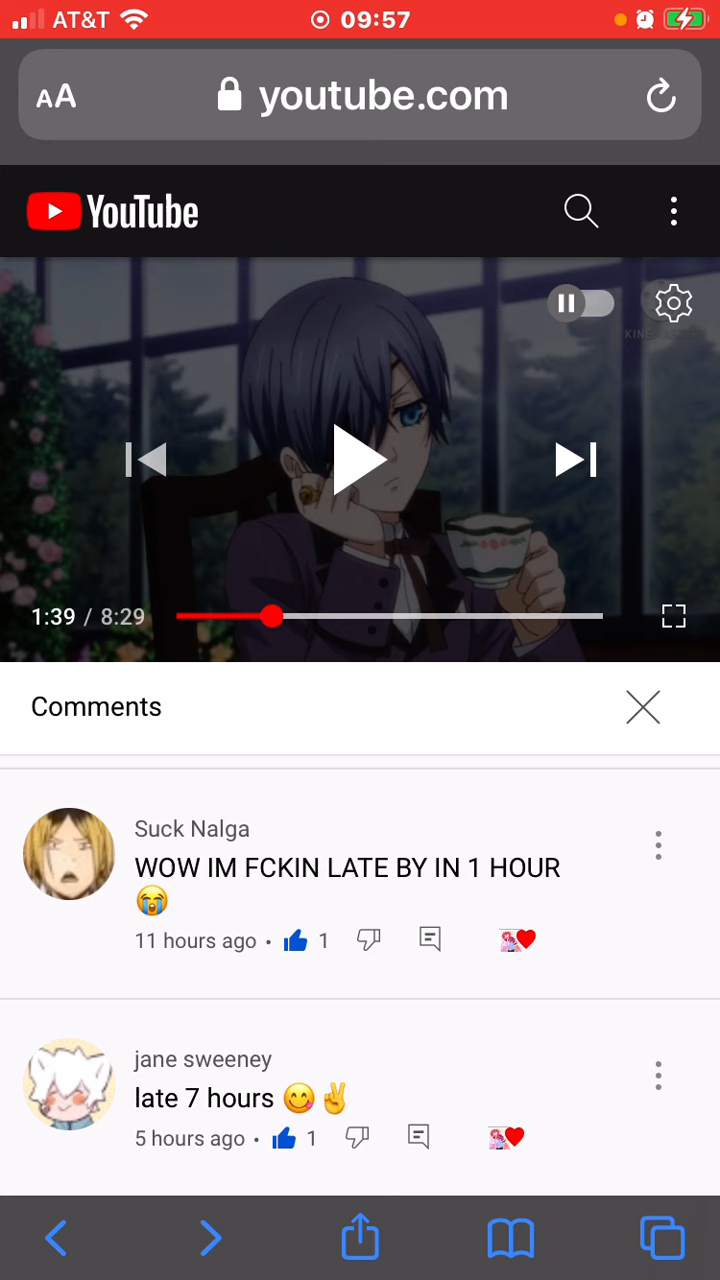 AT&T 09:57
AA youtube.com
YouTube
1:39 / 8:29
Comments
Suck Nalga
WOW IM FCKIN LATE BY IN 1 HOUR
😭
11 hours ago • 1
jane sweeney
late 7 hours 😋✌️
5 hours ago • 1